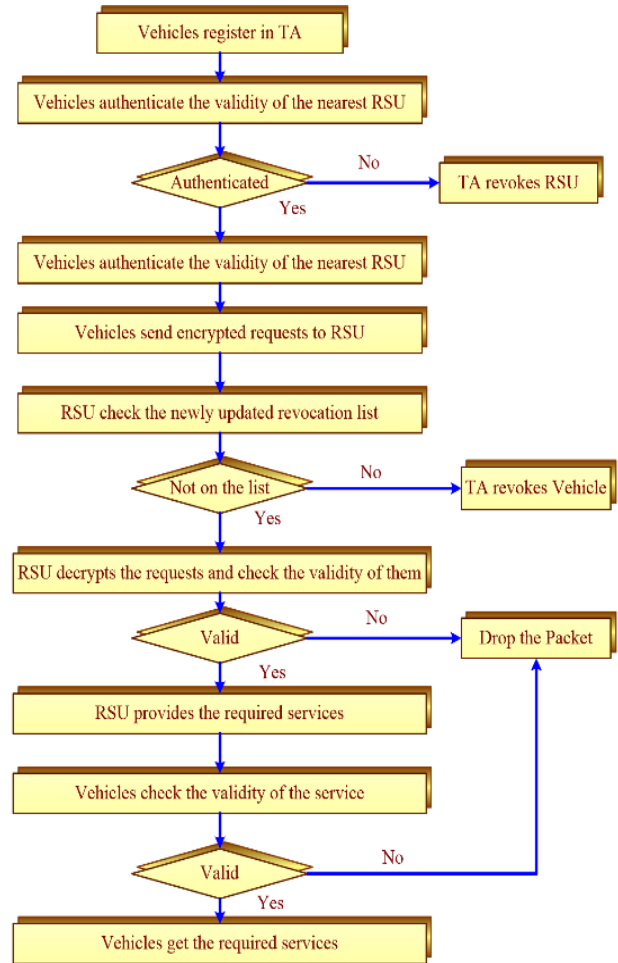 Vehicles register in TA
Vehicles authenticate the validity of the nearest RSU
Authenticated
No
TA revokes RSU
Yes
Vehicles authenticate the validity of the nearest RSU
Vehicles send encrypted requests to RSU
RSU check the newly updated revocation list
Not on the list
No
TA revokes Vehicle
Yes
RSU decrypts the requests and check the validity of them
Valid
No
Drop the Packet
Yes
RSU provides the required services
Vehicles check the validity of the service
Valid
No
Yes
Vehicles get the required services